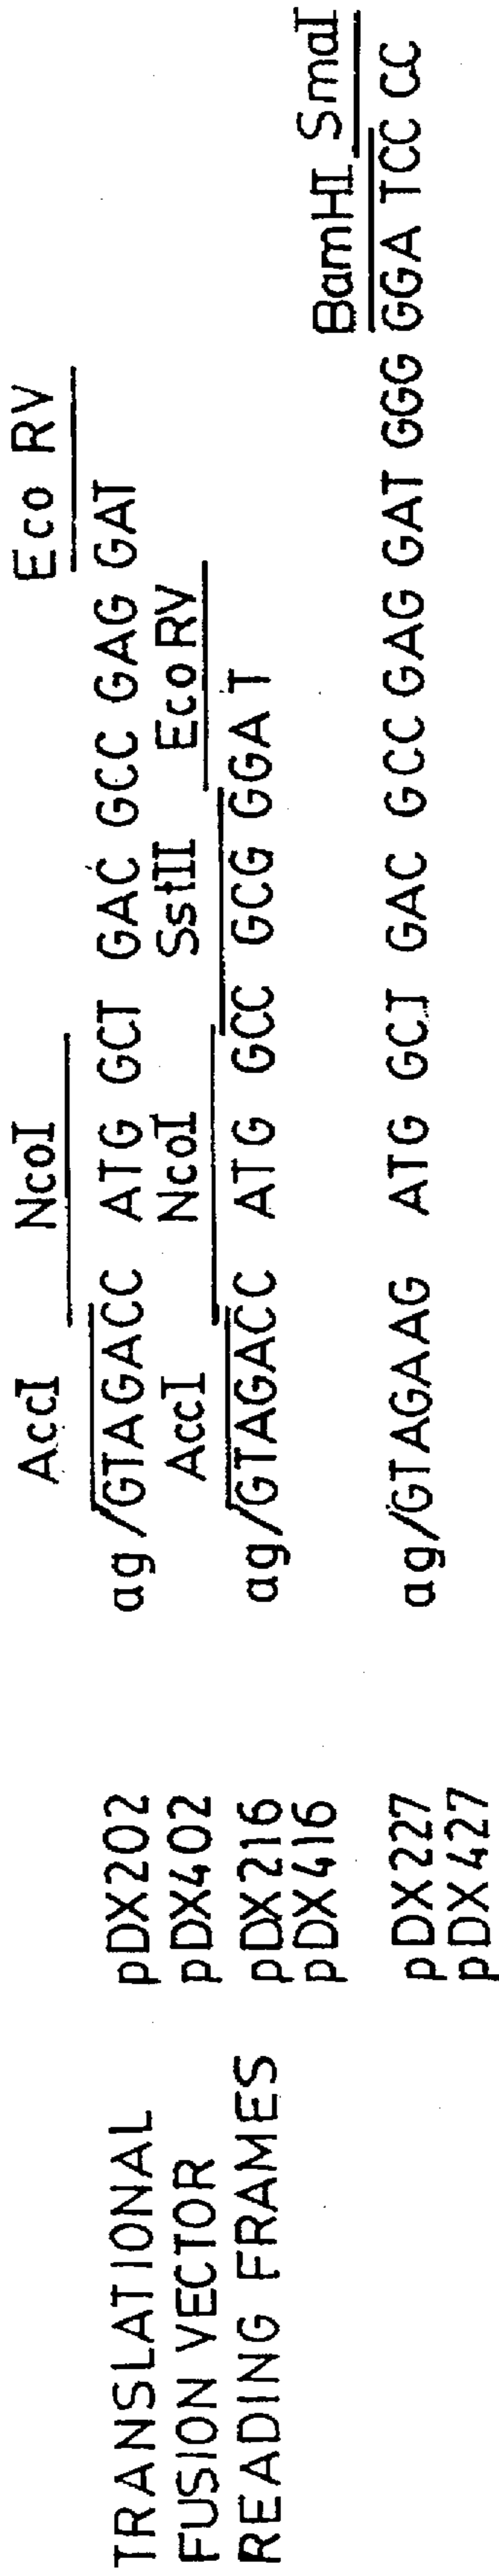 AccI NcoI Eco RV
TRANSLATIONAL pDX202 ag/GTAGACC ATG GCT GAC GCC GAG GAT
FUSION VECTOR pDX402 AccI NcoI SstII Eco RV
READING FRAMES pDX216 ag/GTAGACC ATG GCC GCG GGA T
pDX416
BamHI SmaI
pDX227 ag/GTAGAAG ATG GCT GAC GCC GAG GAT GGG GGA TCC CC
pDX427